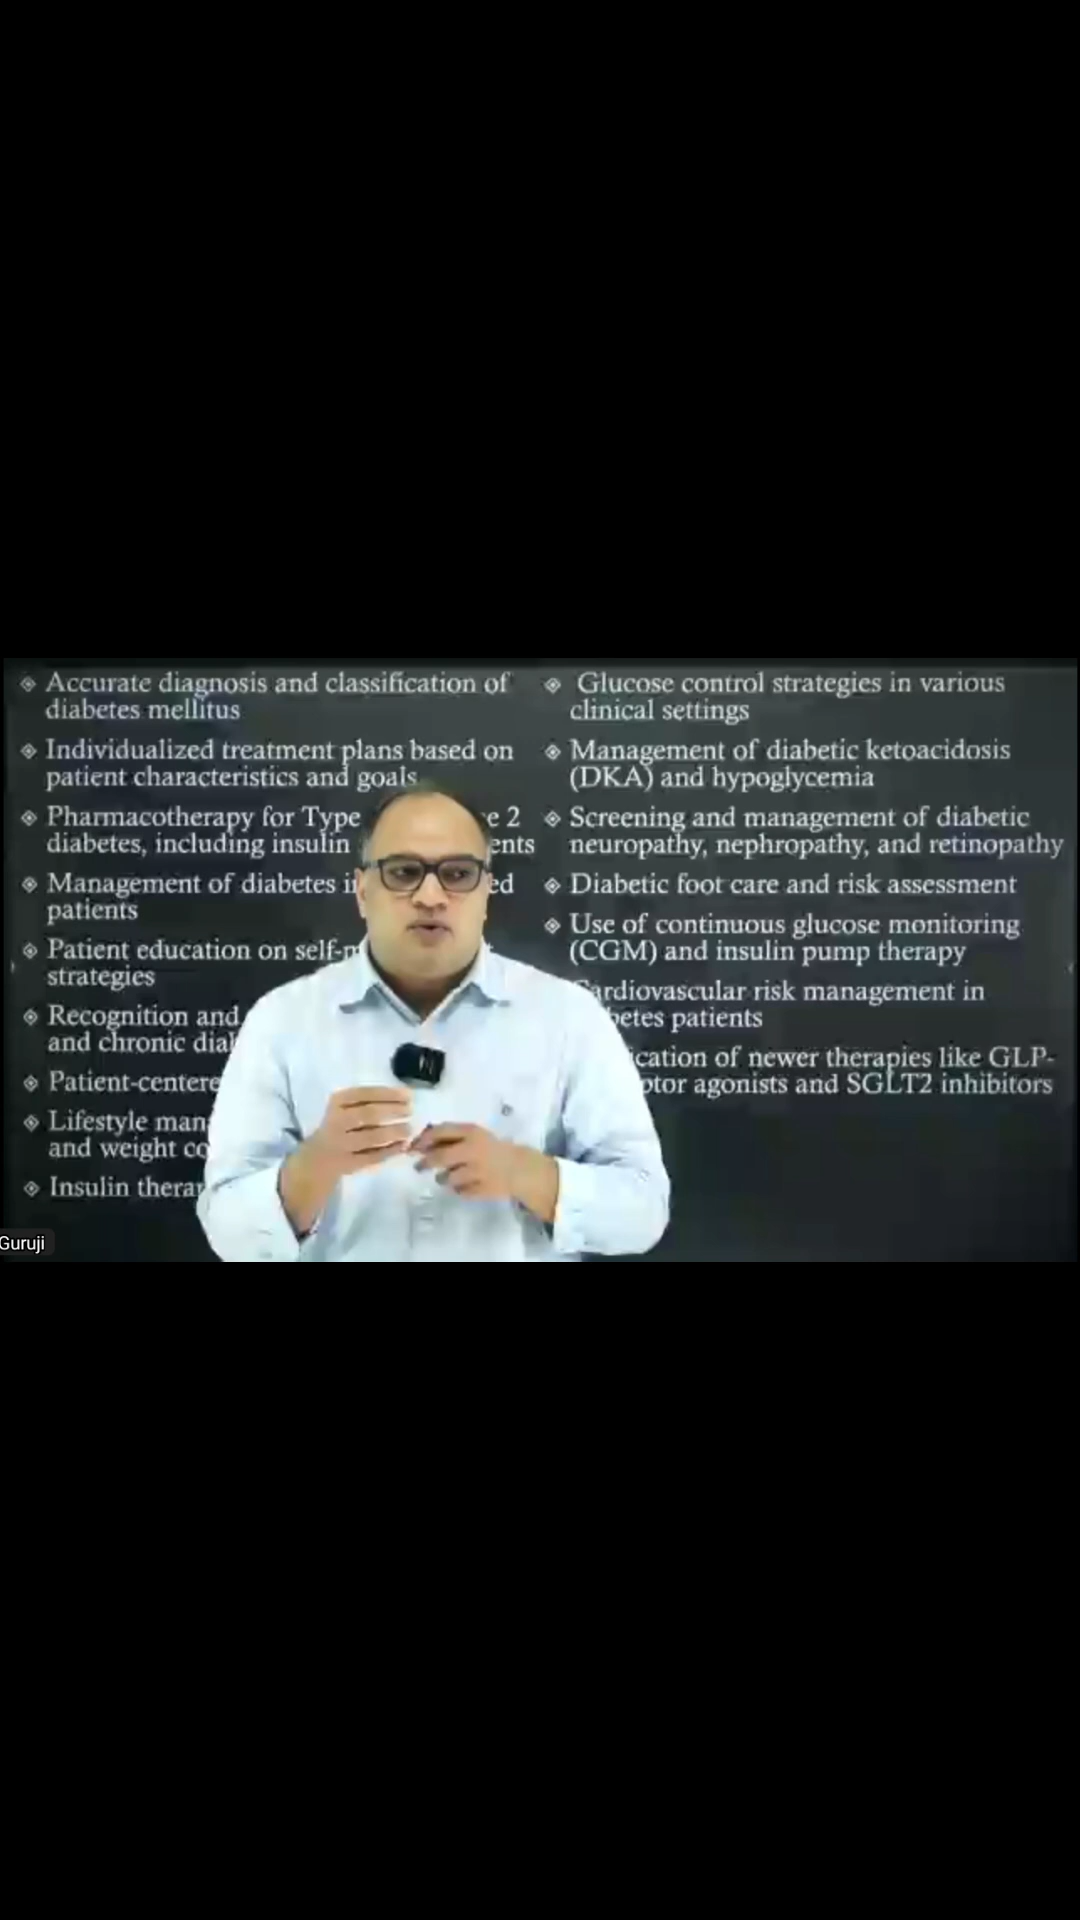 Accurate diagnosis and classification of
diabetes mellitus
Individualized treatment plans based on
patient characteristics and goals
Pharmacotherapy for Type e 2
diabetes, including insulin ents
Management of diabetes in ed
patients
Patient education on self-m t
strategies
Recognition and
and chronic dia
Patient-centere
Lifestyle man
and weight co
Insulin thera
Glucose control strategies in various
clinical settings
Management of diabetic ketoacidosis
(DKA) and hypoglycemia
Screening and management of diabetic
neuropathy, nephropathy, and retinopathy
Diabetic foot care and risk assessment
Use of continuous glucose monitoring
(CGM) and insulin pump therapy
Cardiovascular risk management in
betes patients
ication of newer therapies like GLP-
ptor agonists and SGLT2 inhibitors
Guruji